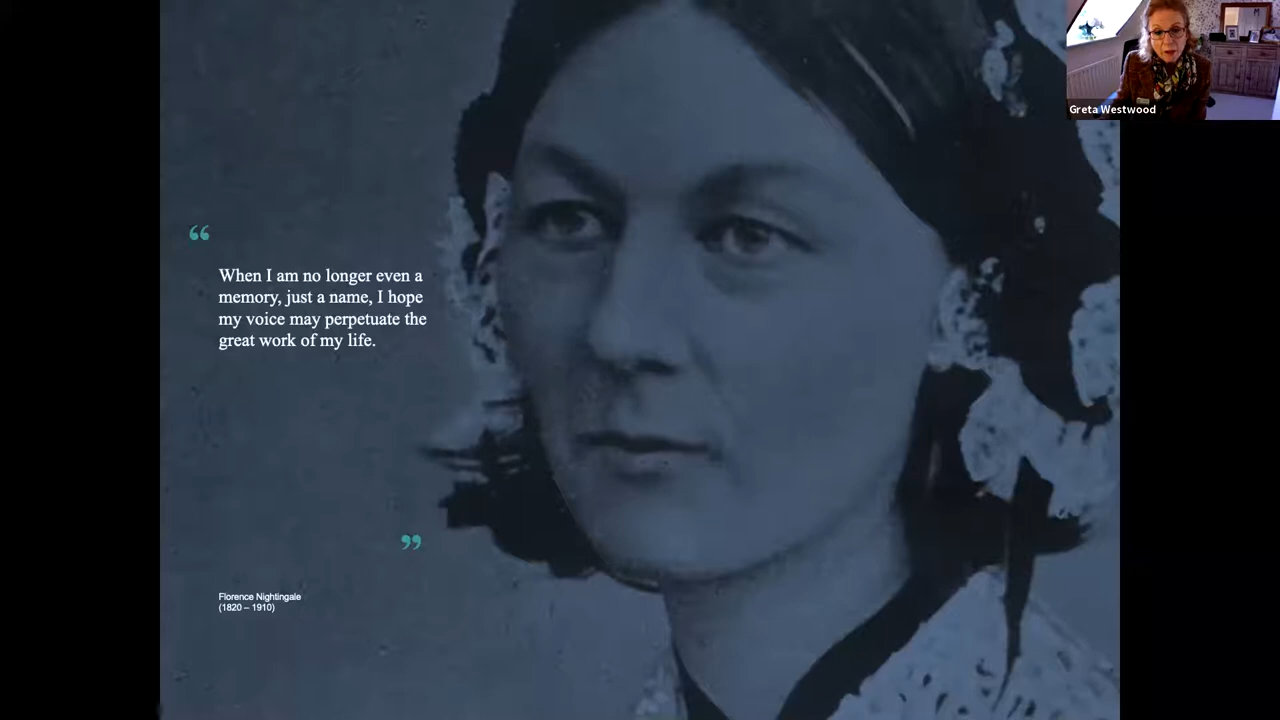 “
When I am no longer even a
memory, just a name, I hope
my voice may perpetuate the
great work of my life.
”
Florence Nightingale
(1820 – 1910)
Greta Westwood